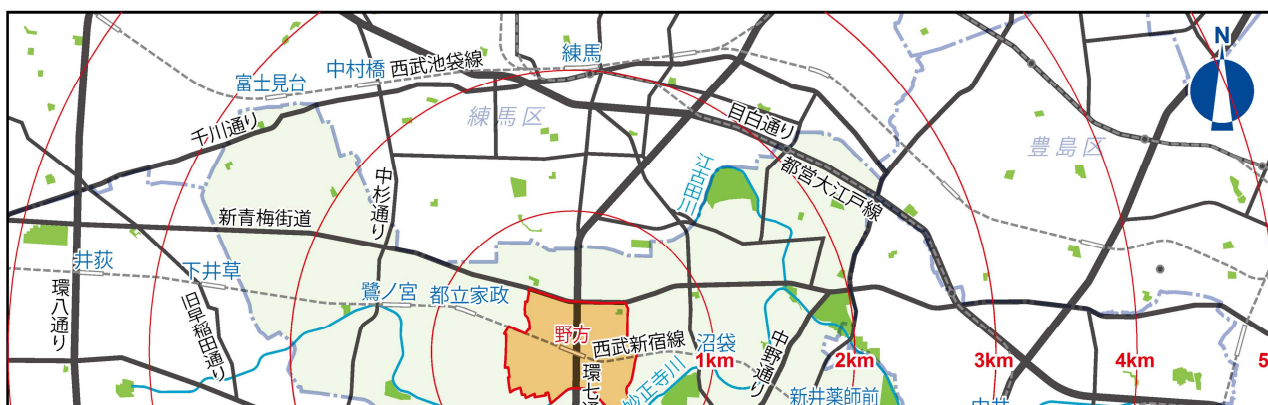 N
練馬
中村橋
西武池袋線
富士見台
練馬区
目白通り
千川通り
豊島区
江古田川
都営大江戸線
中杉通り
新青梅街道
井荻
下井草
鷺ノ宮
都立家政
環八通り
旧早稲田通り
野方
西武新宿線
沼袋
1km
2km
3km
4km
5
中野通り
環七通
妙正寺川
新井薬師前